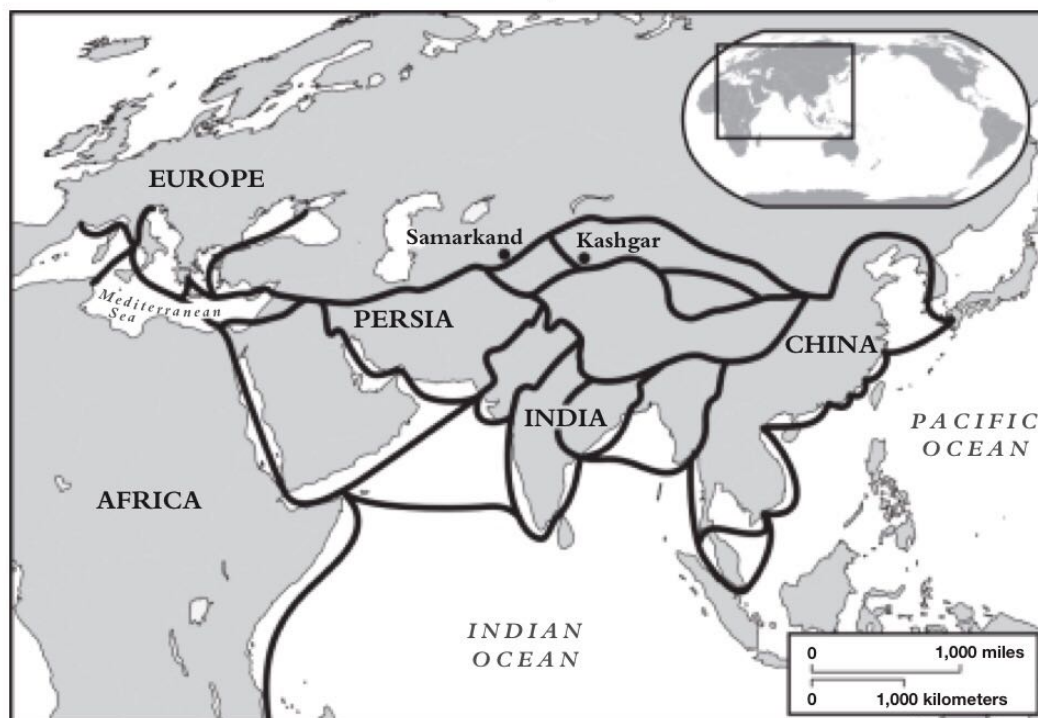 EUROPE
Samarkand
Kashgar
Mediterranean
Sea
PERSIA
CHINA
INDIA
PACIFIC
OCEAN
AFRICA
INDIAN
OCEAN
0
1,000 miles
0
1,000 kilometers